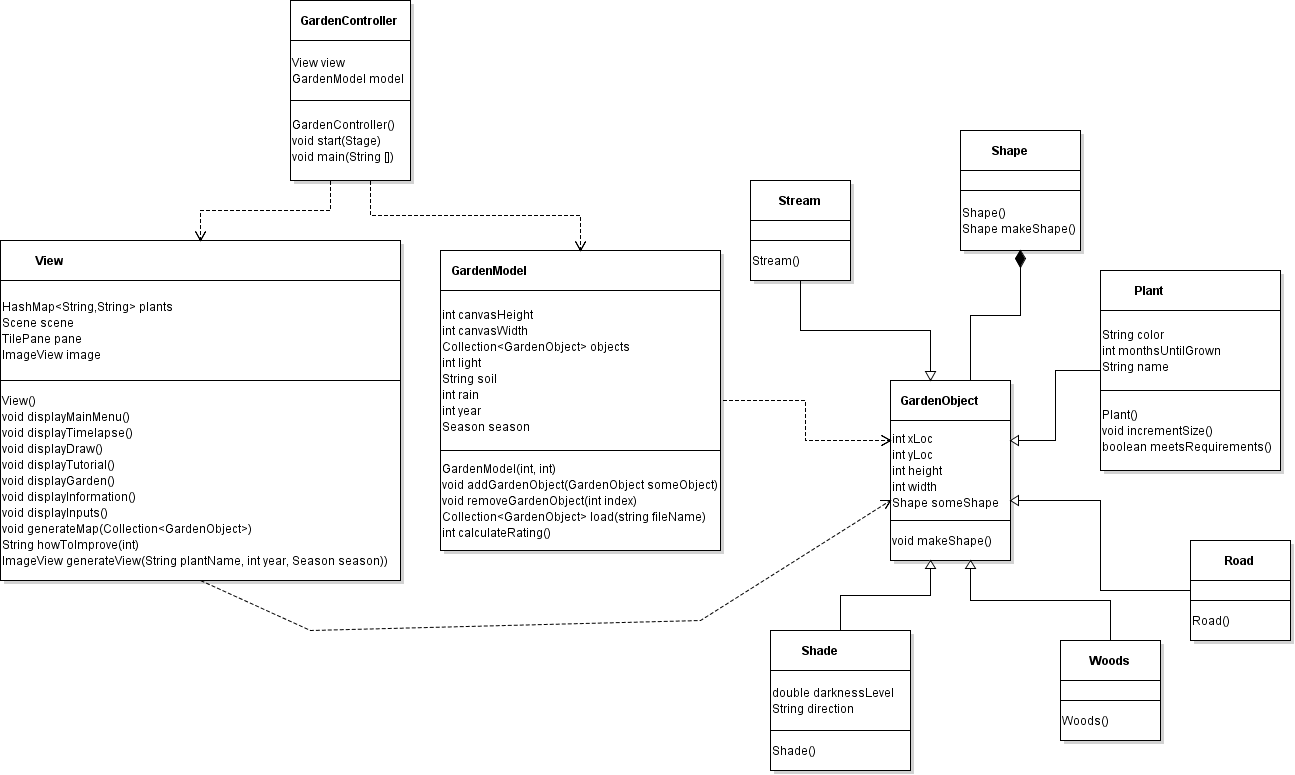 GardenController
View view
GardenModel model
GardenController()
void start(Stage)
void main(String [])
View
HashMap<String,String> plants
Scene scene
TilePane pane
ImageView image
View()
void displayMainMenu()
void displayTimelapse()
void displayDraw()
void displayTutorial()
void displayGarden()
void displayInformation()
void displayInputs()
void generateMap(Collection<GardenObject>)
String howToImprove(int)
ImageView generateView(String plantName, int year, Season season))
GardenModel
int canvasHeight
int canvasWidth
Collection<GardenObject> objects
int light
String soil
int rain
int year
Season season
GardenModel(int, int)
void addGardenObject(GardenObject someObject)
void removeGardenObject(int index)
Collection<GardenObject> load(string fileName)
int calculateRating()
Stream
Stream()
Shape
Shape()
Shape makeShape()
Plant
String color
int monthsUntilGrown
String name
Plant()
void incrementSize()
boolean meetsRequirements()
GardenObject
int xLoc
int yLoc
int height
int width
Shape someShape
void makeShape()
Road
Road()
Shade
double darknessLevel
String direction
Shade()
Woods
Woods()